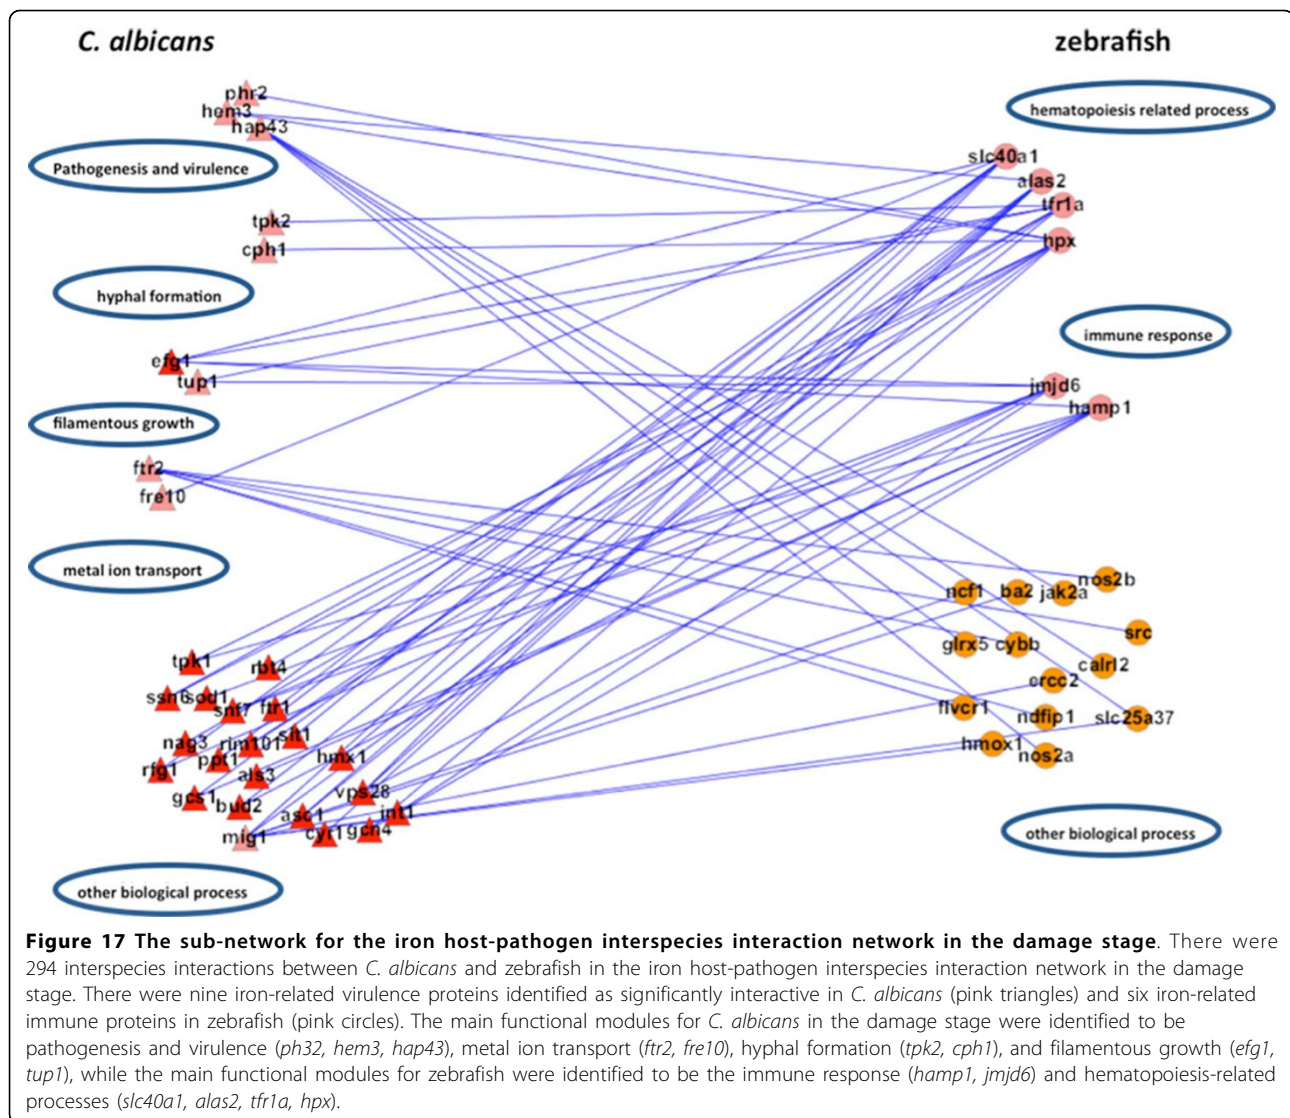 C. albicans
zebrafish
phr2
hem3
hap43
hematopoiesis related process
Pathogenesis and virulence
slc40a1
alas2
tfr1a
hpx
tpk2
cph1
hyphal formation
immune response
efg1
tup1
jmjd6
hamp1
filamentous growth
ftr2
fre10
metal ion transport
ncf1
ba2
jak2a
nos2b
src
glrx5
cybb
calrl2
ercc2
flvcr1
ndfip1
slc25a37
hmox1
nos2a
tpk1
rbt4
ssn6
sod1
snf7
ftr1
nag3
rim101
sit1
rfg1
ppt1
als3
hmx1
gcs1
bud2
vps28
asc1
int1
mig1
cyr1
gcn4
other biological process
other biological process
Figure 17 The sub-network for the iron host-pathogen interspecies interaction network in the damage stage. There were
294 interspecies interactions between C. albicans and zebrafish in the iron host-pathogen interspecies interaction network in the damage
stage. There were nine iron-related virulence proteins identified as significantly interactive in C. albicans (pink triangles) and six iron-related
immune proteins in zebrafish (pink circles). The main functional modules for C. albicans in the damage stage were identified to be
pathogenesis and virulence (ph32, hem3, hap43), metal ion transport (ftr2, fre10), hyphal formation (tpk2, cph1), and filamentous growth (efg1,
tup1), while the main functional modules for zebrafish were identified to be the immune response (hamp1, jmjd6) and hematopoiesis-related
processes (slc40a1, alas2, tfr1a, hpx).